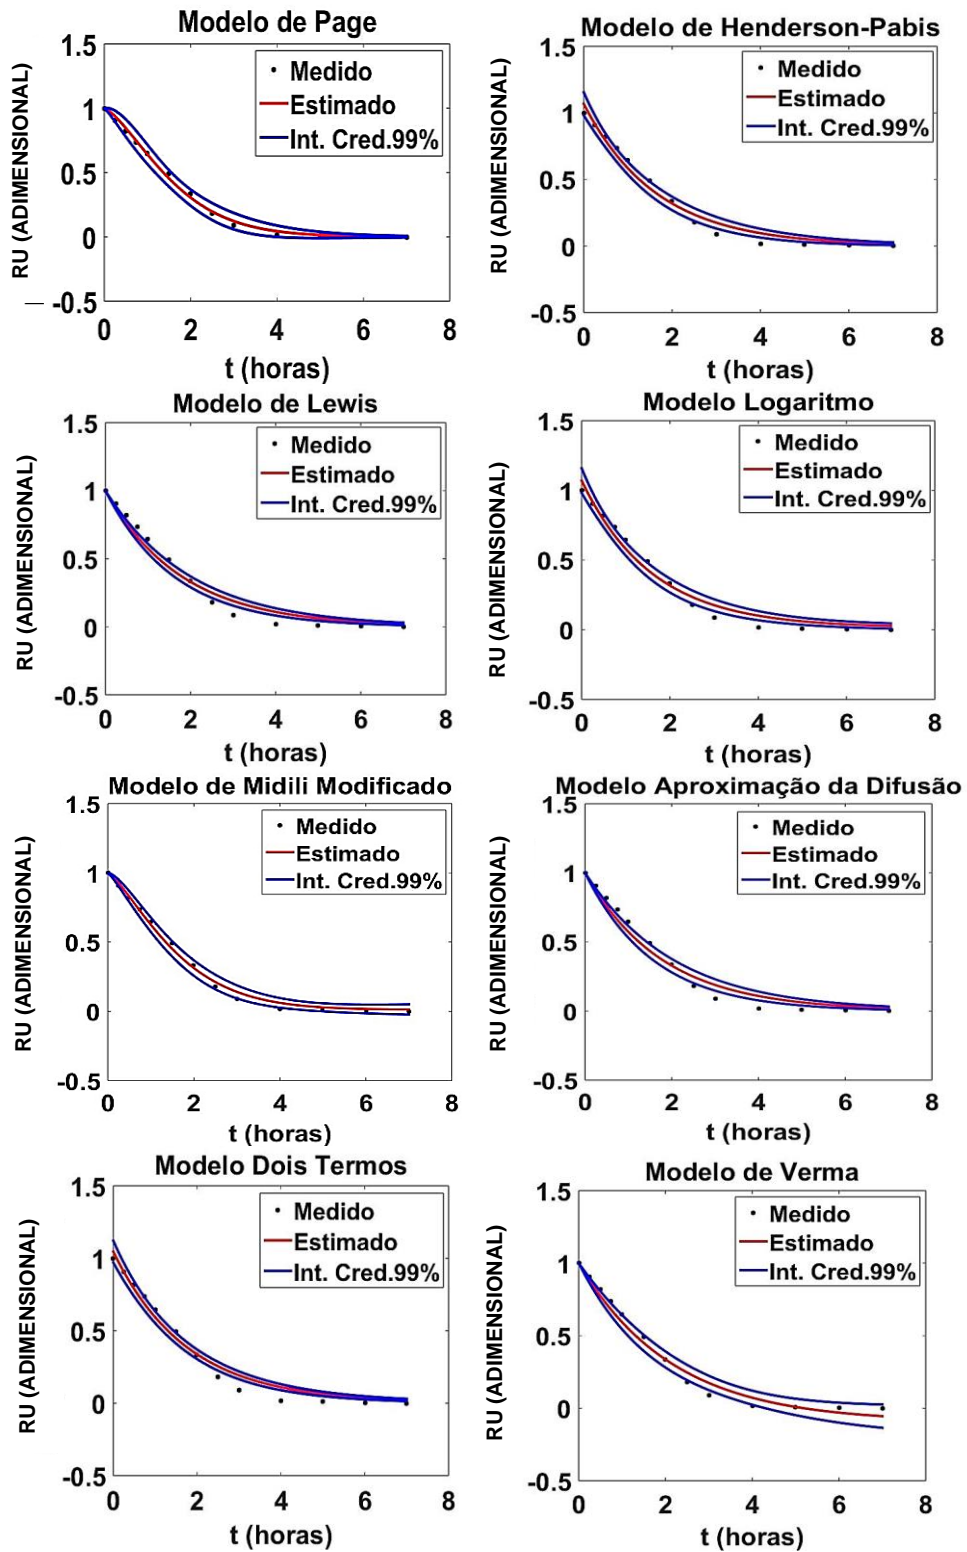 Modelo de Page
1.5
1
0.5
0
-0.5
0 2 4 6 8
RU (ADIMENSIONAL)
t (horas)
Medido
Estimado
Int. Cred.99%
Modelo de Henderson-Pabis
1.5
1
0.5
0
-0.5
0 2 4 6 8
RU (ADIMENSIONAL)
t (horas)
Medido
Estimado
Int. Cred.99%
Modelo de Lewis
1.5
1
0.5
0
-0.5
0 2 4 6 8
RU (ADIMENSIONAL)
t (horas)
Medido
Estimado
Int. Cred.99%
Modelo Logaritmo
1.5
1
0.5
0
-0.5
0 2 4 6 8
RU (ADIMENSIONAL)
t (horas)
Medido
Estimado
Int. Cred.99%
Modelo de Midili Modificado
1.5
1
0.5
0
-0.5
0 2 4 6 8
RU (ADIMENSIONAL)
t (horas)
Medido
Estimado
Int. Cred.99%
Modelo Aproximação da Difusão
1.5
1
0.5
0
-0.5
0 2 4 6 8
RU (ADIMENSIONAL)
t (horas)
Medido
Estimado
Int. Cred.99%
Modelo Dois Termos
1.5
1
0.5
0
-0.5
0 2 4 6 8
RU (ADIMENSIONAL)
t (horas)
Medido
Estimado
Int. Cred.99%
Modelo de Verma
1.5
1
0.5
0
-0.5
0 2 4 6 8
RU (ADIMENSIONAL)
t (horas)
Medido
Estimado
Int. Cred.99%